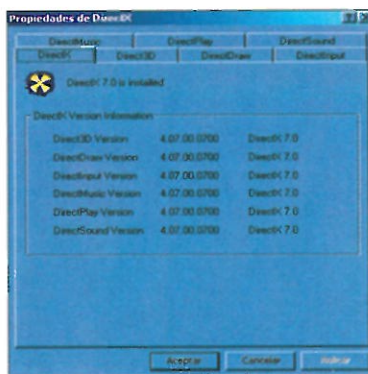 Propiedades de DirectX
DirectMusic DirectPlay DirectSound
DirectX Direct3D DirectDraw DirectInput
DirectX 7.0 is installed
DirectX Version Information
Direct3D Version 4.07.00.0700 DirectX 7.0
DirectDraw Version 4.07.00.0700 DirectX 7.0
DirectInput Version 4.07.00.0700 DirectX 7.0
DirectMusic Version 4.07.00.0700 DirectX 7.0
DirectPlay Version 4.07.00.0700 DirectX 7.0
DirectSound Version 4.07.00.0700 DirectX 7.0
Aceptar Cancelar Aplicar